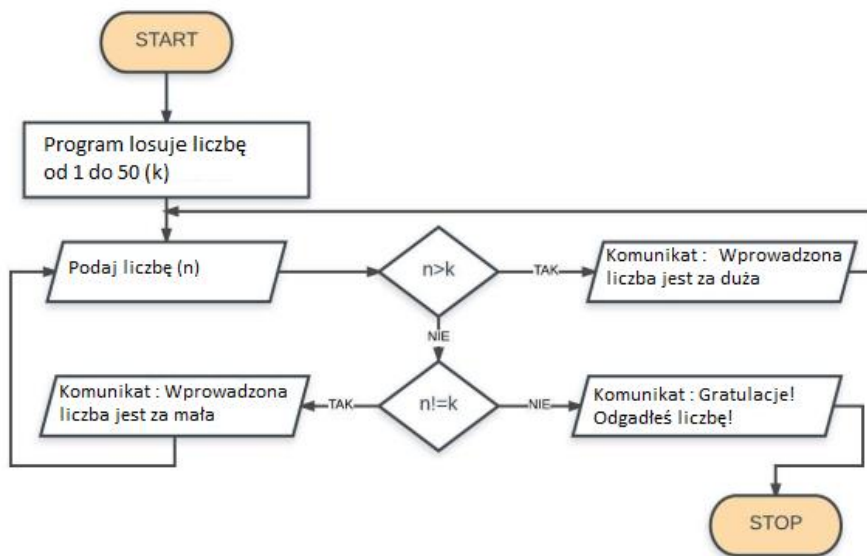 START
Program losuje liczbę
od 1 do 50 (k)
Podaj liczbę (n)
n>k
TAK
Komunikat : Wprowadzona
liczba jest za duża
NIE
Komunikat : Wprowadzona
liczba jest za mała
TAK
n!=k
NIE
Komunikat : Gratulacje!
Odgadłeś liczbę!
STOP